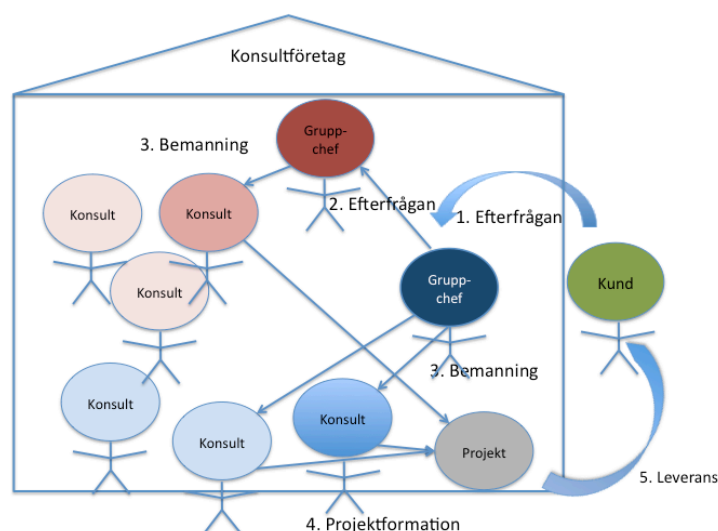 Konsultföretag
Grupp-
chef
3. Bemanning
2. Efterfrågan
1. Efterfrågan
Konsult
Konsult
Konsult
Grupp-
chef
Kund
3. Bemanning
Konsult
Konsult
Konsult
Projekt
5. Leverans
4. Projektformation